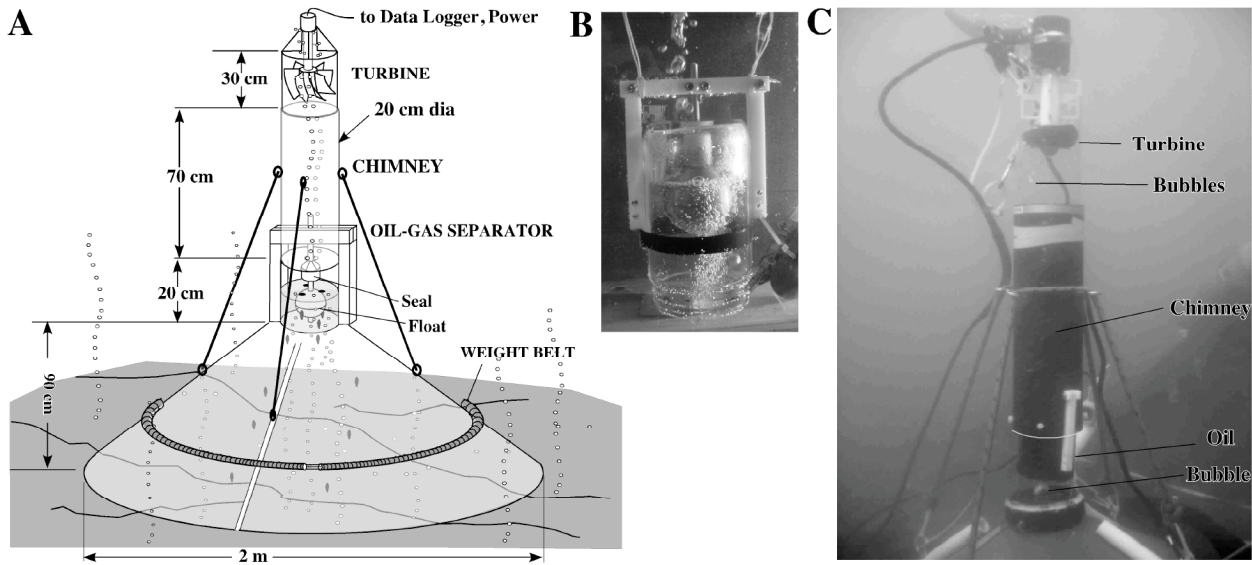 A
to Data Logger, Power
30 cm
TURBINE
20 cm dia
70 cm
CHIMNEY
OIL-GAS SEPARATOR
20 cm
Seal
Float
WEIGHT BELT
90 cm
2 m
B
C
Turbine
Bubbles
Chimney
Oil
Bubble